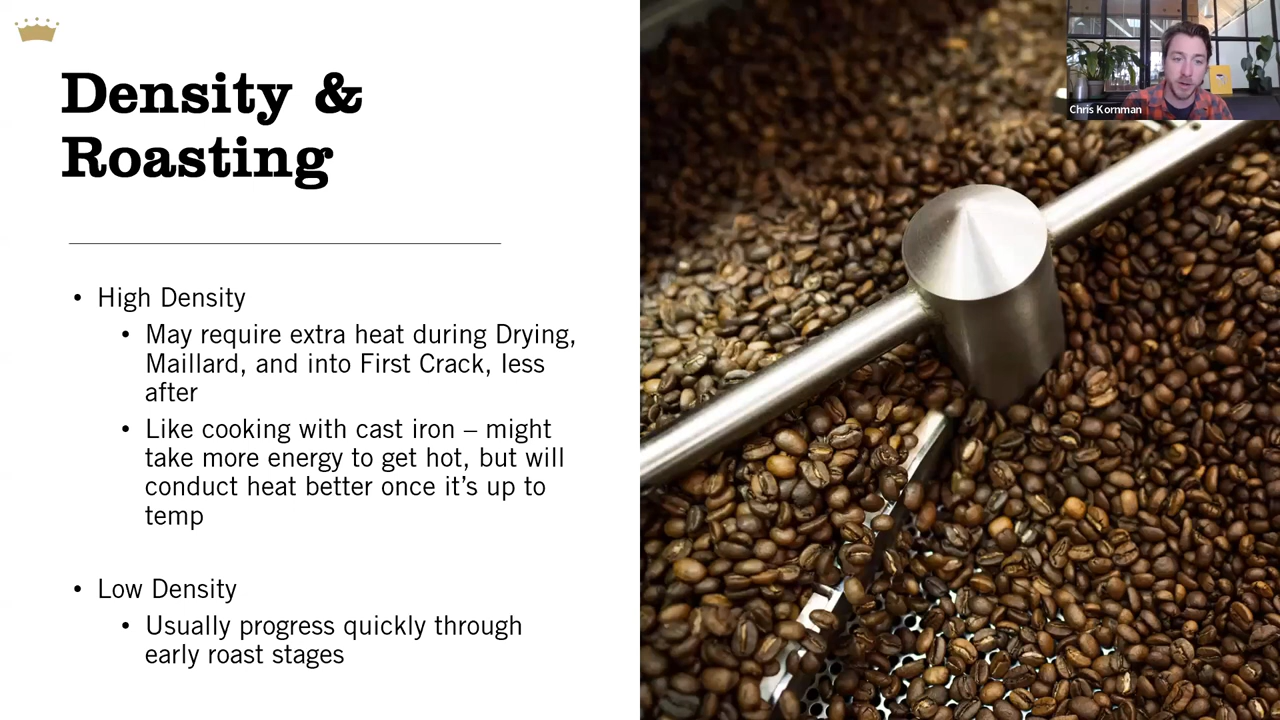 Density &
Roasting
• High Density
• May require extra heat during Drying,
Maillard, and into First Crack, less
after
• Like cooking with cast iron – might
take more energy to get hot, but will
conduct heat better once it’s up to
temp
• Low Density
• Usually progress quickly through
early roast stages
Chris Kornman